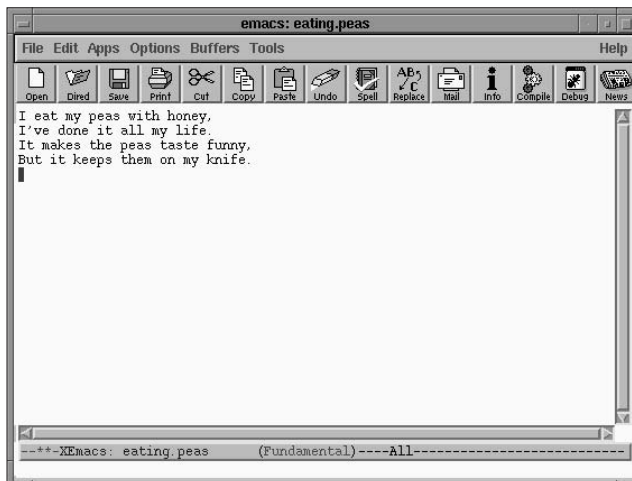 emacs: eating.peas
File Edit Apps Options Buffers Tools Help
Open Dired Save Print Cut Copy Paste Undo Spell Replace Mail Info Compile Debug News
I eat my peas with honey,
I've done it all my life.
It makes the peas taste funny,
But it keeps them on my knife.
--**-XEmacs: eating.peas (Fundamental)----All---------------------------